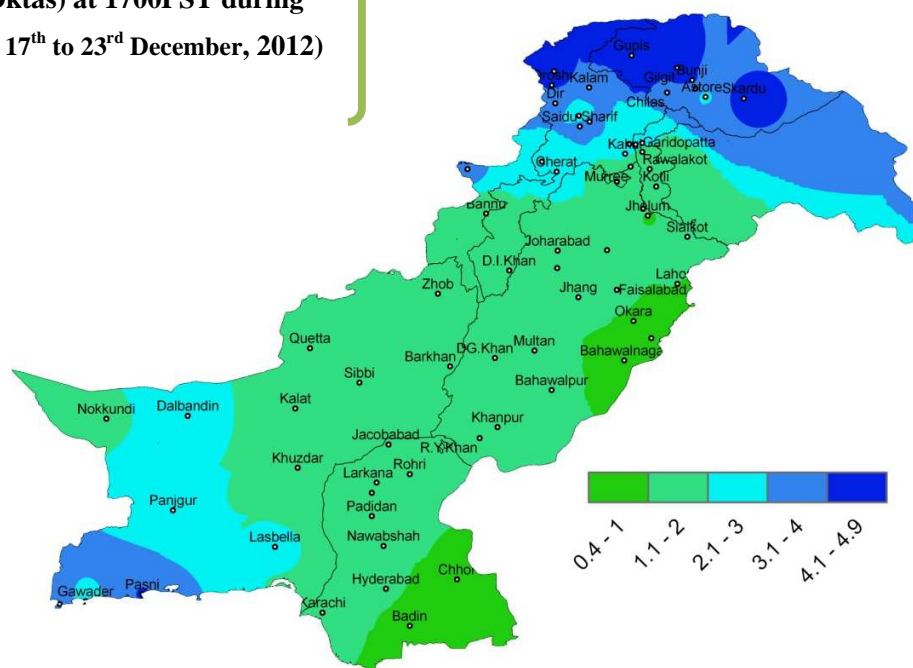 Oktas) at 1700PST during
17th to 23rd December, 2012)
Gupis
Drosh
Kalam
Gilgit
Bunji
Astore
Skardu
Dir
Chilas
Saidu Sharif
Garidopatta
Cherat
Rawalakot
Murree
Kotli
Bannu
Jhelum
Sialkot
Joharabad
D.I.Khan
Zhob
Jhang
Faisalabad
Okara
Quetta
Barkhan
DG.Khan
Multan
Bahawalnaga
Sibbi
Bahawalpur
Nokkundi
Dalbandin
Kalat
Khanpur
Jacobabad
R.Y.Khan
Khuzdar
Larkana
Rohri
Panjgur
Padidan
Lasbella
Nawabshah
Chhor
Gawader
Pasni
Hyderabad
Karachi
Badin
0.4 - 1
1.1 - 2
2.1 - 3
3.1 - 4
4.1 - 4.9